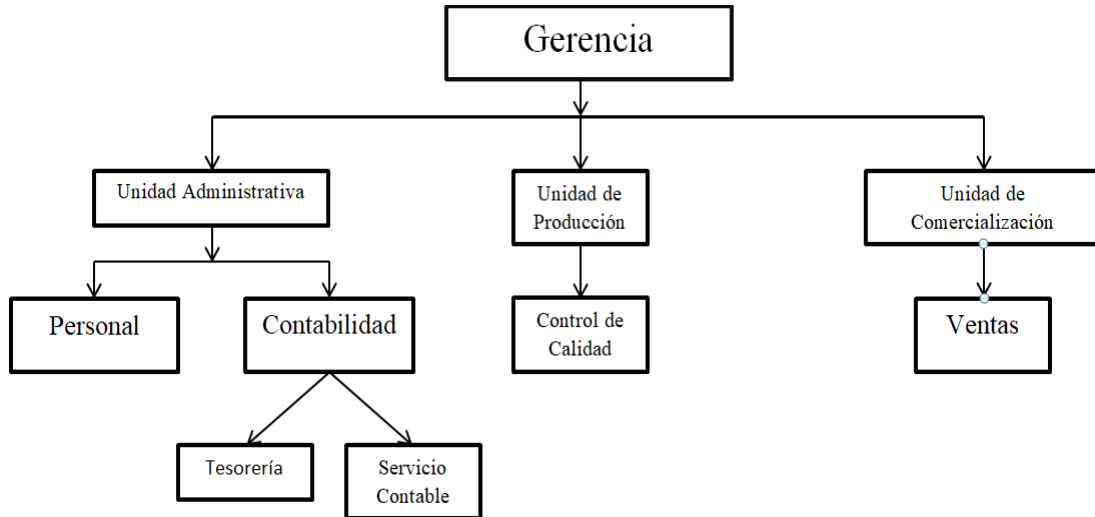 Gerencia
Unidad Administrativa
Unidad de
Producción
Unidad de
Comercialización
Personal
Contabilidad
Control de
Calidad
Ventas
Tesorería
Servicio
Contable